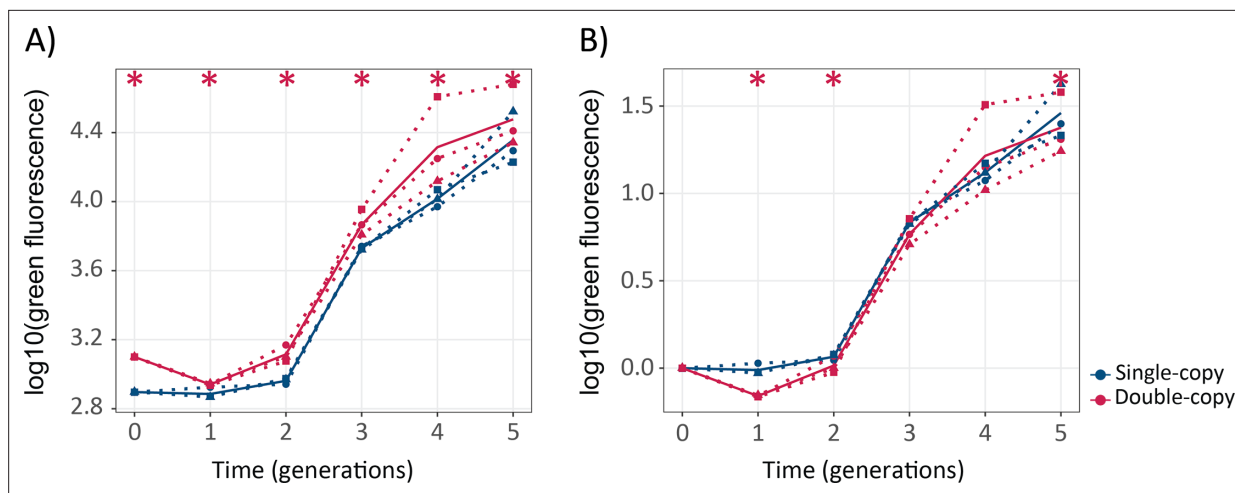 A)
* * * * * *
log10(green fluorescence)
4.4
4.0
3.6
3.2
2.8
0 1 2 3 4 5
Time (generations)
B)
* * *
log10(green fluorescence)
1.5
1.0
0.5
0.0
0 1 2 3 4 5
Time (generations)
Single-copy
Double-copy